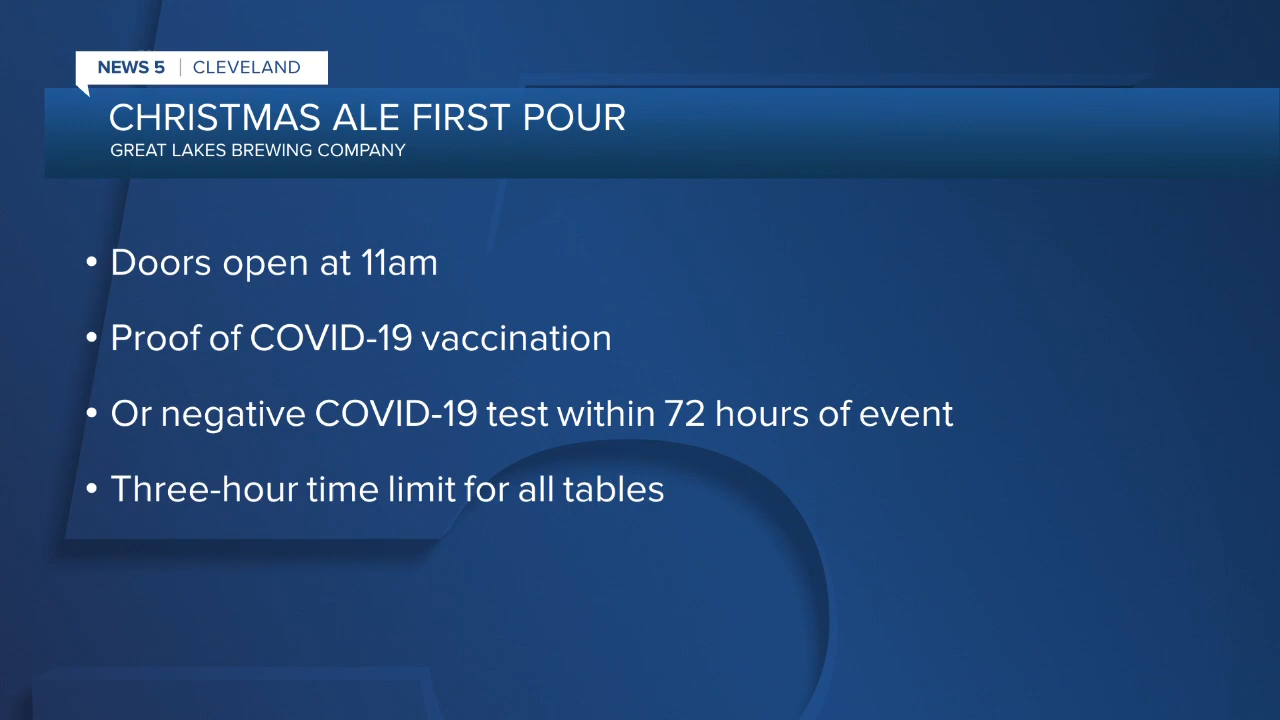 NEWS 5 | CLEVELAND
CHRISTMAS ALE FIRST POUR
GREAT LAKES BREWING COMPANY
• Doors open at 11am
• Proof of COVID-19 vaccination
• Or negative COVID-19 test within 72 hours of event
• Three-hour time limit for all tables